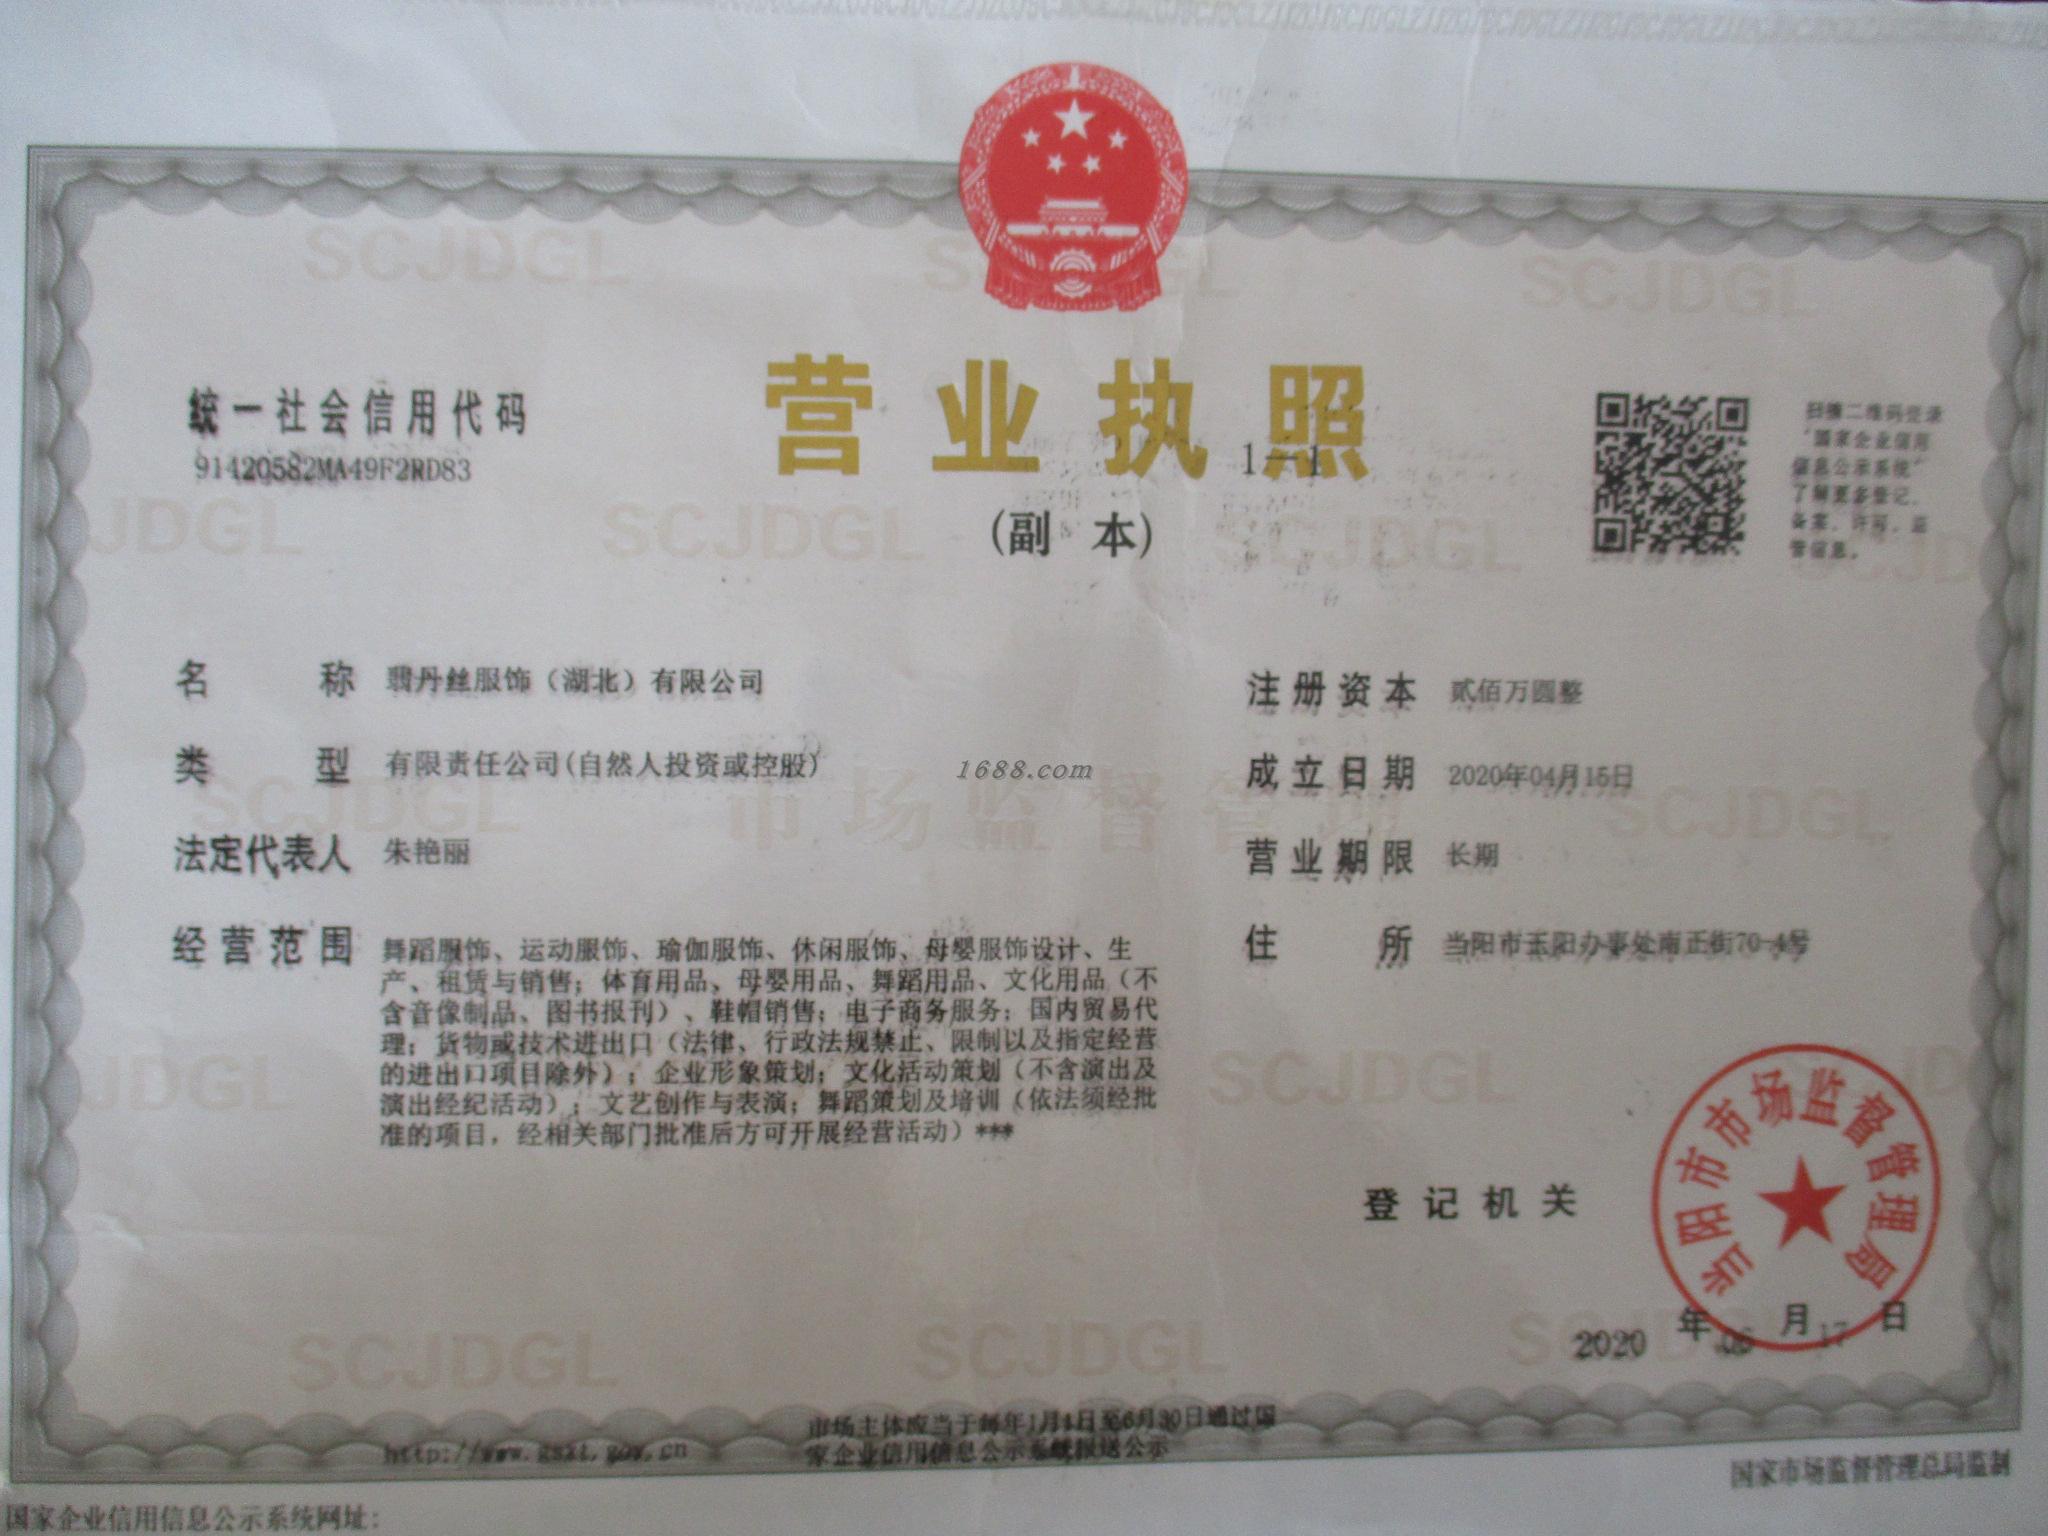 营业执照
1—1
(副 本)
统一社会信用代码
91420582MA49F2RD83
扫描二维码登录
“国家企业信用
信息公示系统”
了解更多登记、
备案、许可、监
管信息。
名 称 翡丹丝服饰（湖北）有限公司
类 型 有限责任公司(自然人投资或控股)
法定代表人 朱艳丽
经营范围 舞蹈服饰、运动服饰、瑜伽服饰、休闲服饰、母婴服饰设计、生
产、租赁与销售；体育用品、母婴用品、舞蹈用品、文化用品（不
含音像制品、图书报刊）、鞋帽销售；电子商务服务；国内贸易代
理；货物或技术进出口（法律、行政法规禁止、限制以及指定经营
的进出口项目除外）；企业形象策划；文化活动策划（不含演出及
演出经纪活动）；文艺创作与表演；舞蹈策划及培训（依法须经批
准的项目，经相关部门批准后方可开展经营活动）***
1688.com
市场监督管理
注册资本 贰佰万圆整
成立日期 2020年04月15日
营业期限 长期
住 所 当阳市玉阳办事处南正街70-4号
登记机关
当阳市市场监督管理局
2020 年 06 月 17 日
SCJDGL
http://www.gsxt.gov.cn
市场主体应当于每年1月1日至6月30日通过国
家企业信用信息公示系统报送公示
国家企业信用信息公示系统网址：
国家市场监督管理总局监制